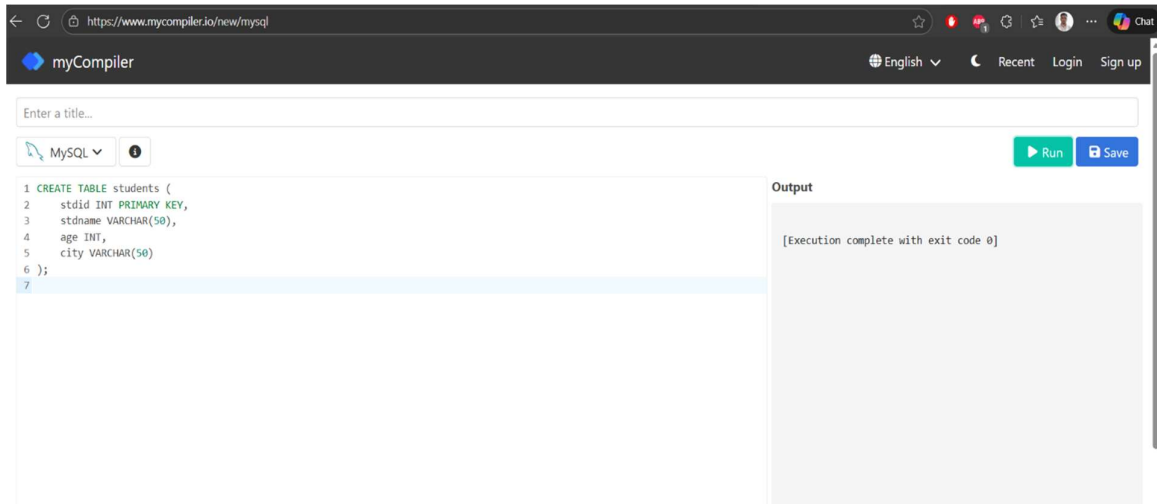 https://www.mycompiler.io/new/mysql
1
Chat
myCompiler
English
Recent
Login
Sign up
Enter a title...
MySQL
Run
Save
1 CREATE TABLE students (
2 stdid INT PRIMARY KEY,
3 stdname VARCHAR(50),
4 age INT,
5 city VARCHAR(50)
6 );
7
Output
[Execution complete with exit code 0]